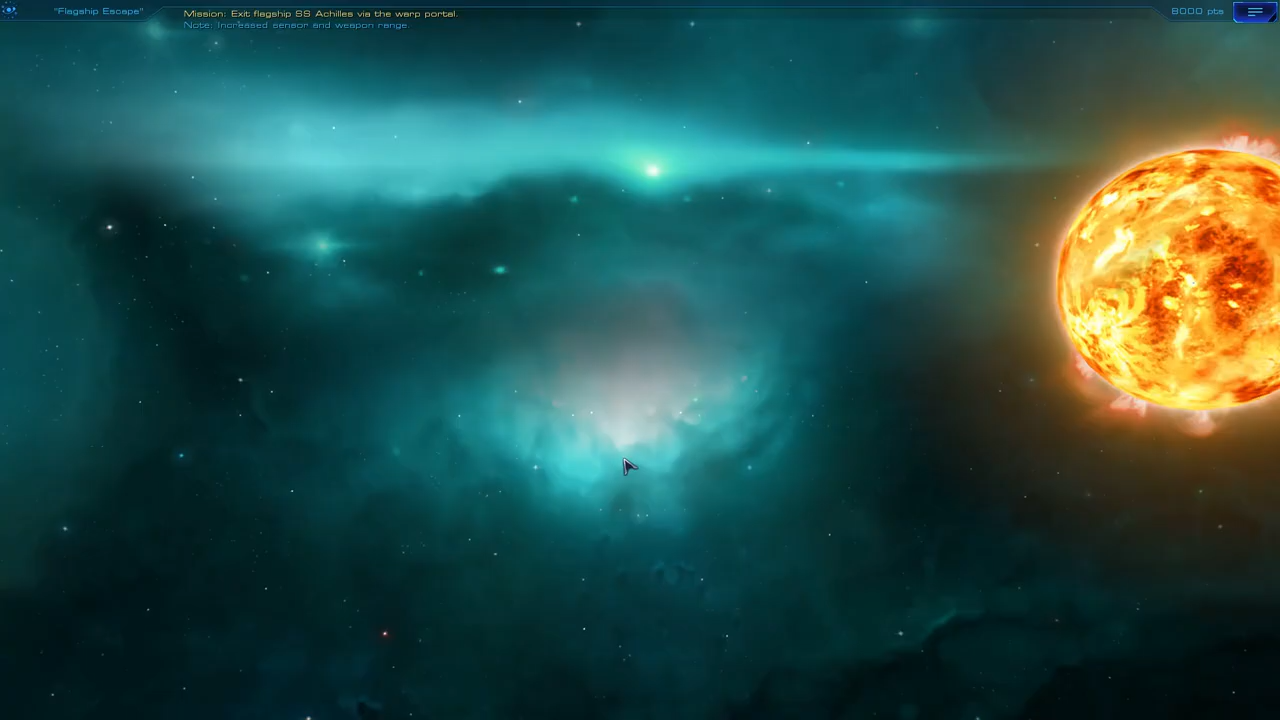 "Flagship Escape"
Mission: Exit flagship SS Achilles via the warp portal.
Note: Increased sensor and weapon range.
8000 pts